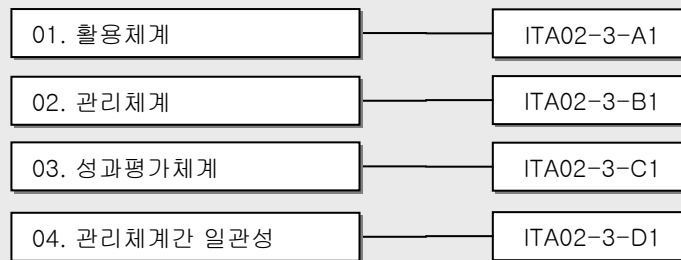 01. 활용체계
ITA02-3-A1
02. 관리체계
ITA02-3-B1
03. 성과평가체계
ITA02-3-C1
04. 관리체계간 일관성
ITA02-3-D1